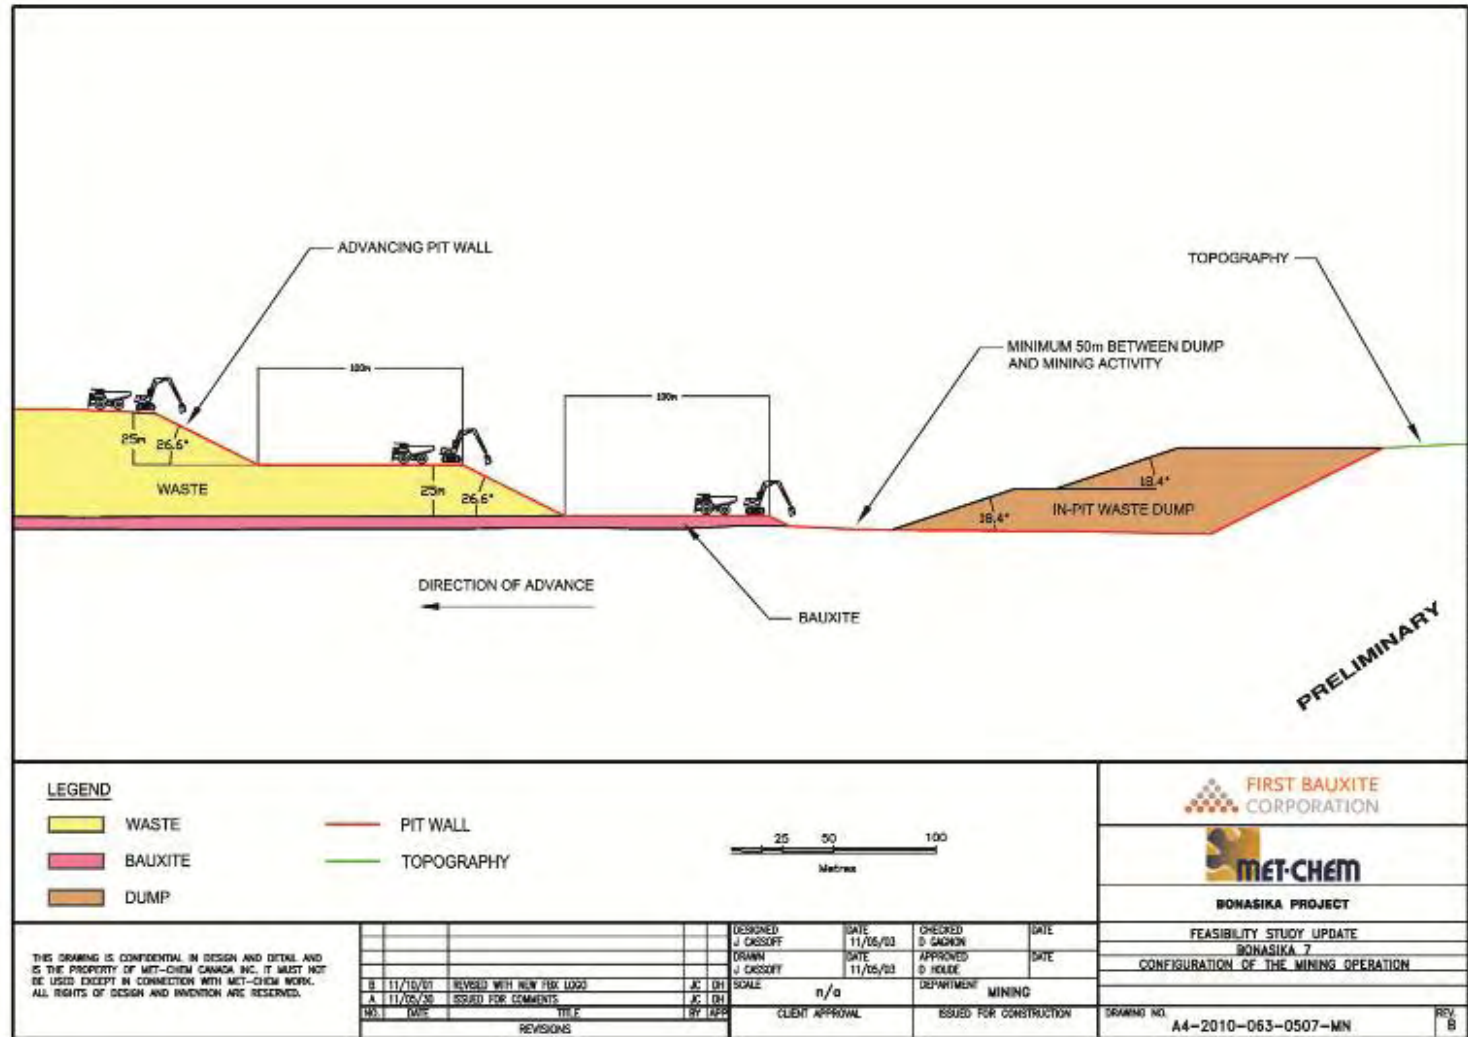 ADVANCING PIT WALL
TOPOGRAPHY
MINIMUM 50m BETWEEN DUMP
AND MINING ACTIVITY
100m
100m
25m
26.6°
WASTE
25m
26.6°
18.4°
18.4°
IN-PIT WASTE DUMP
DIRECTION OF ADVANCE
BAUXITE
PRELIMINARY
LEGEND
WASTE
BAUXITE
DUMP
PIT WALL
TOPOGRAPHY
25 50 100
Metres
FIRST BAUXITE
CORPORATION
MET-CHEM
BONASIKA PROJECT
FEASIBILITY STUDY UPDATE
BONASIKA 7
CONFIGURATION OF THE MINING OPERATION
DRAWING NO.
A4-2010-063-0507-MN
REV.
B
THIS DRAWING IS CONFIDENTIAL IN DESIGN AND DETAIL AND
IS THE PROPERTY OF MET-CHEM CANADA INC. IT MUST NOT
BE USED EXCEPT IN CONNECTION WITH MET-CHEM WORK.
ALL RIGHTS OF DESIGN AND INVENTION ARE RESERVED.
B 11/10/01 REVISED WITH NEW FBX LOGO JC DH
A 11/05/30 ISSUED FOR COMMENTS JC DH
NO. DATE TITLE BY APP
REVISIONS
DESIGNED DATE CHECKED DATE
J CASSOFF 11/05/03 D GAGNON
DRAWN DATE APPROVED DATE
J CASSOFF 11/05/03 D HOUDE
SCALE n/a DEPARTMENT MINING
CLIENT APPROVAL ISSUED FOR CONSTRUCTION